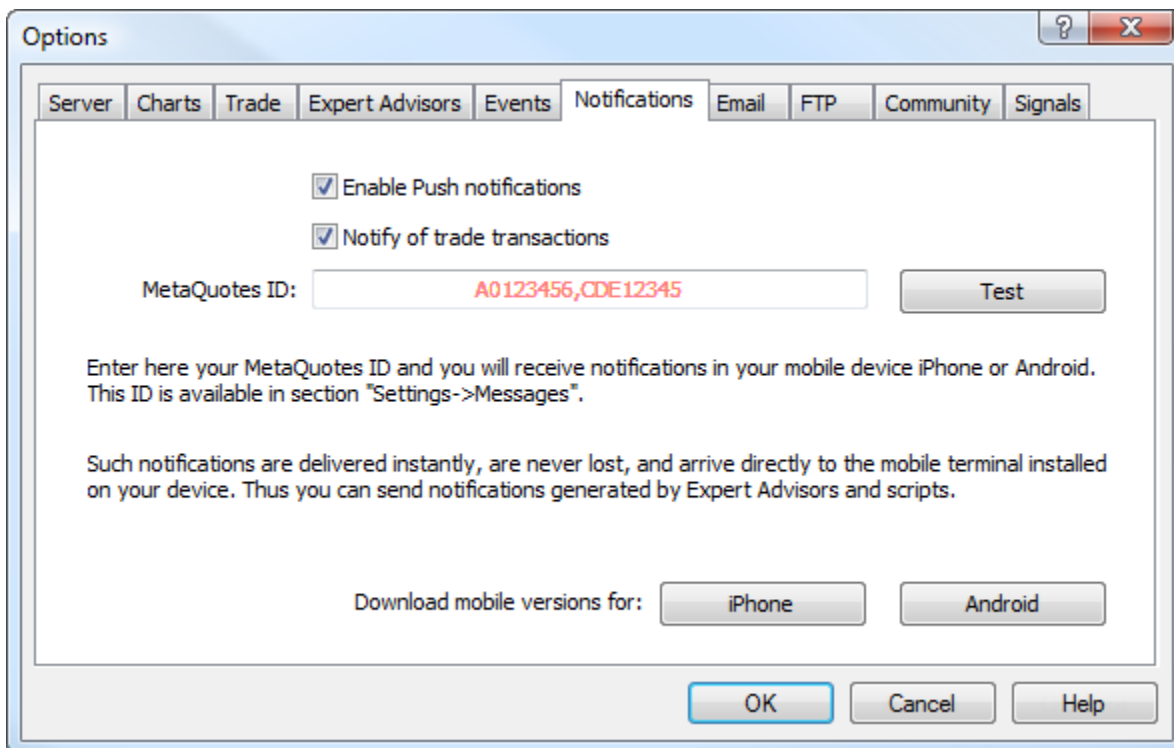 Options
Server Charts Trade Expert Advisors Events Notifications Email FTP Community Signals
Enable Push notifications
Notify of trade transactions
MetaQuotes ID: A0123456,CDE12345 Test
Enter here your MetaQuotes ID and you will receive notifications in your mobile device iPhone or Android.
This ID is available in section "Settings->Messages".
Such notifications are delivered instantly, are never lost, and arrive directly to the mobile terminal installed
on your device. Thus you can send notifications generated by Expert Advisors and scripts.
Download mobile versions for: iPhone Android
OK Cancel Help